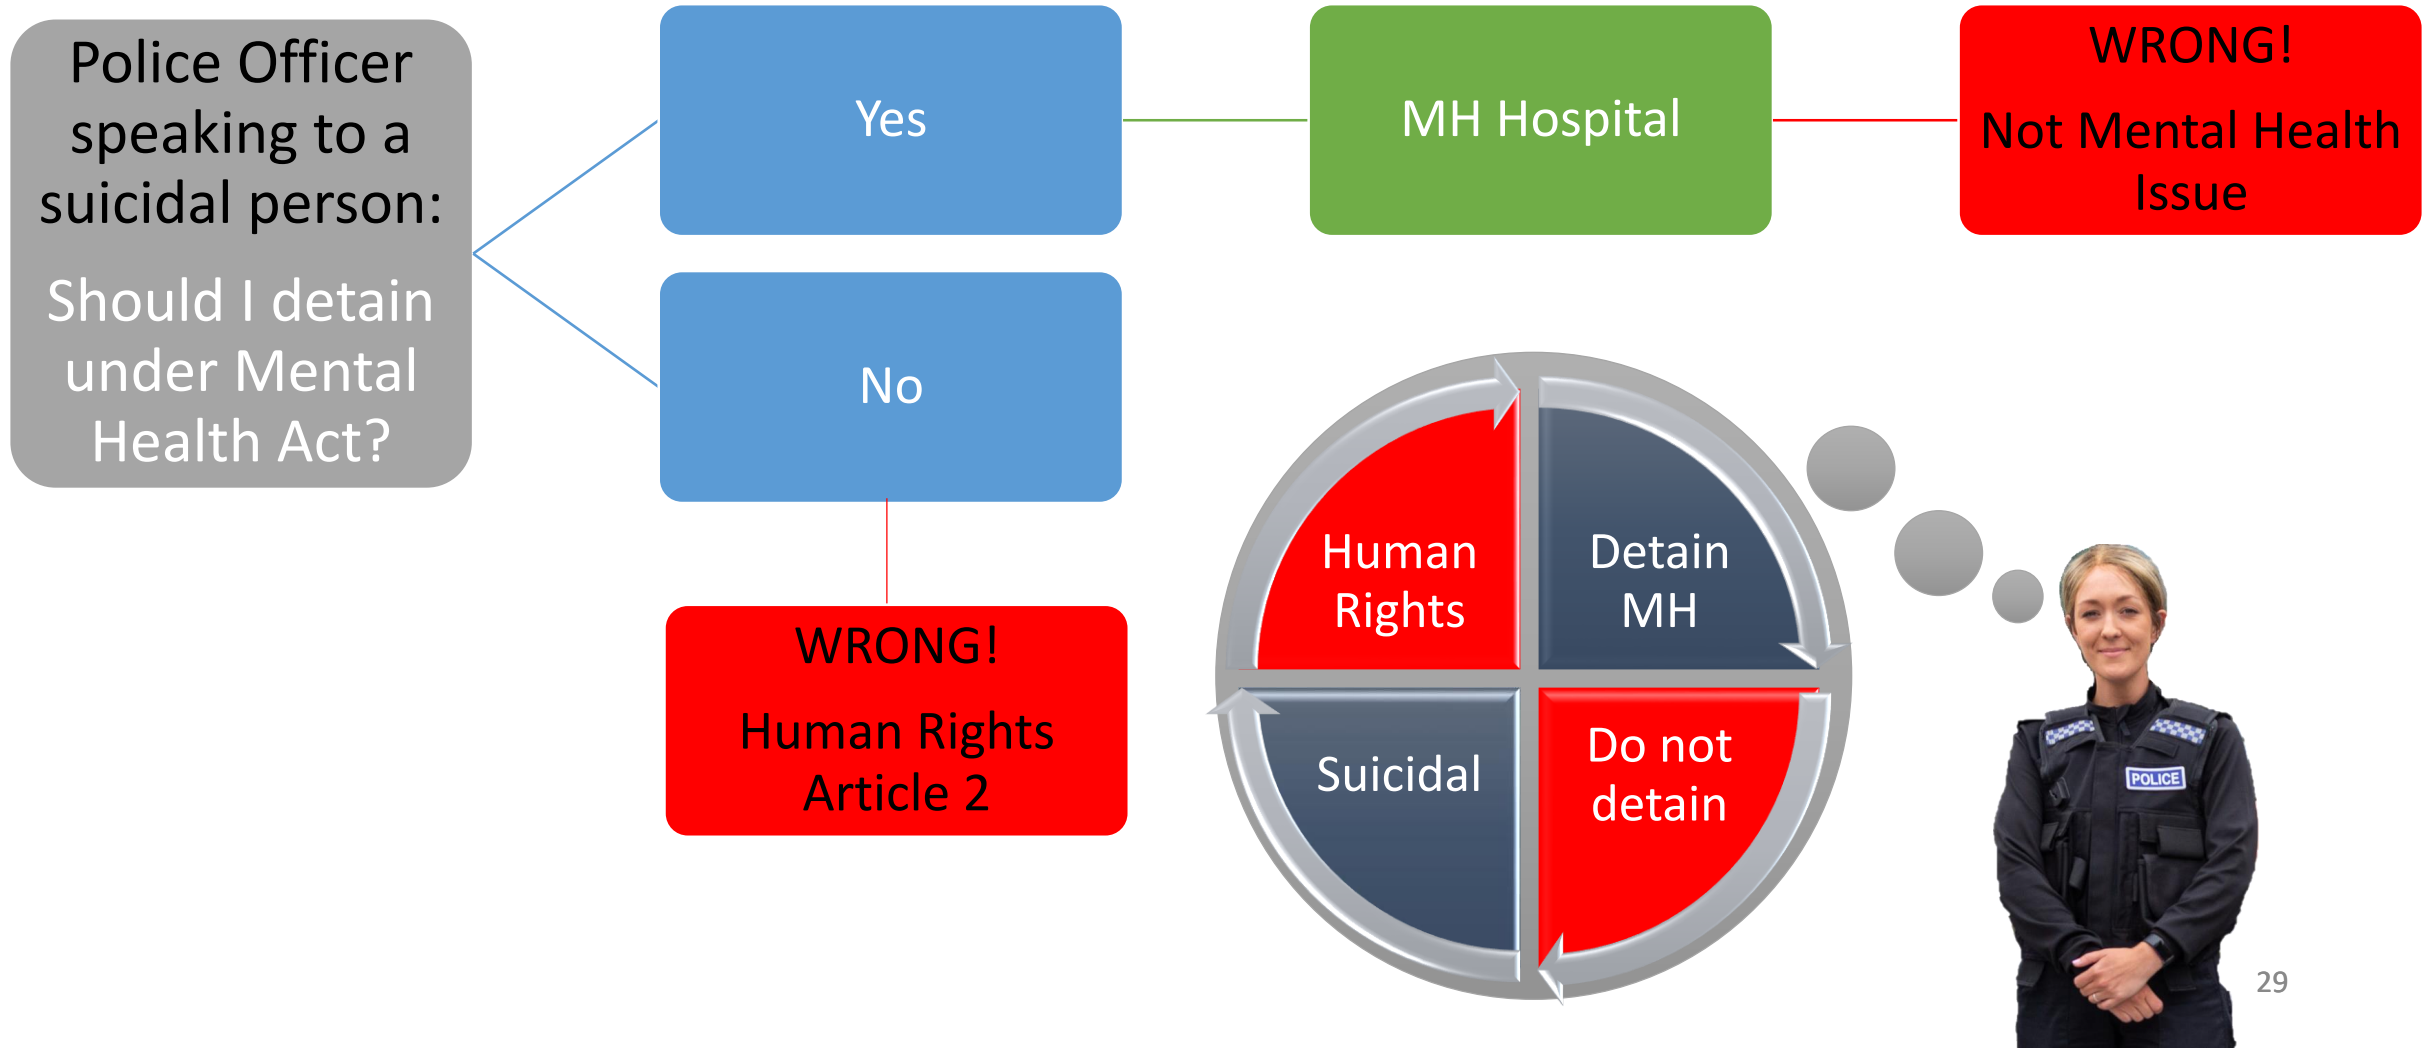 Police Officer
speaking to a
suicidal person:
Should I detain
under Mental
Health Act?
Yes
MH Hospital
WRONG!
Not Mental Health
Issue
No
WRONG!
Human Rights
Article 2
Human
Rights
Detain
MH
Suicidal
Do not
detain
POLICE
29